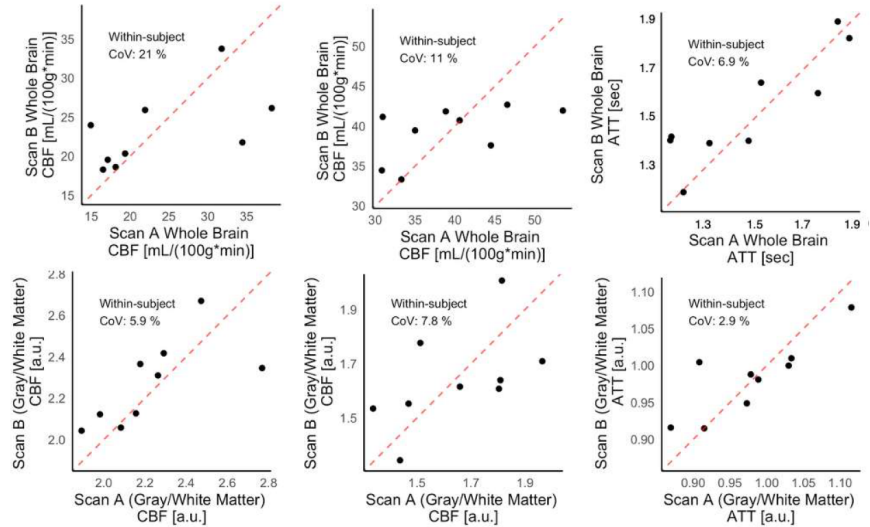 Scan B Whole Brain
CBF [mL/(100g*min)]
35
30
25
20
15
Within-subject
CoV: 21 %
15
20
25
30
35
Scan A Whole Brain
CBF [mL/(100g*min)]
Scan B Whole Brain
CBF [mL/(100g*min)]
50
45
40
35
30
Within-subject
CoV: 11 %
30
35
40
45
50
Scan A Whole Brain
CBF [mL/(100g*min)]
Scan B Whole Brain
ATT [sec]
1.9
1.7
1.5
1.3
Within-subject
CoV: 6.9 %
1.3
1.5
1.7
1.9
Scan A Whole Brain
ATT [sec]
Scan B (Gray/White Matter)
CBF [a.u.]
2.8
2.6
2.4
2.2
2.0
Within-subject
CoV: 5.9 %
2.0
2.2
2.4
2.6
2.8
Scan A (Gray/White Matter)
CBF [a.u.]
Scan B (Gray/White Matter)
CBF [a.u.]
1.9
1.7
1.5
Within-subject
CoV: 7.8 %
1.5
1.7
1.9
Scan A (Gray/White Matter)
CBF [a.u.]
Scan B (Gray/White Matter)
ATT [a.u.]
1.10
1.05
1.00
0.95
0.90
Within-subject
CoV: 2.9 %
0.90
0.95
1.00
1.05
1.10
Scan A (Gray/White Matter)
ATT [a.u.]